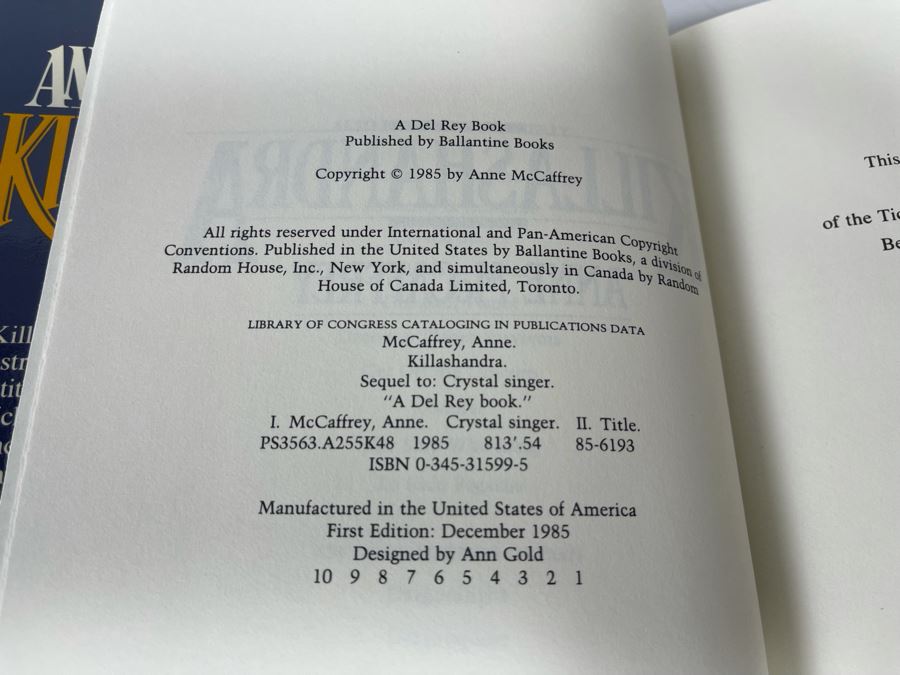 A Del Rey Book
Published by Ballantine Books
Copyright © 1985 by Anne McCaffrey
All rights reserved under International and Pan-American Copyright
Conventions. Published in the United States by Ballantine Books, a division of
Random House, Inc., New York, and simultaneously in Canada by Random
House of Canada Limited, Toronto.
LIBRARY OF CONGRESS CATALOGING IN PUBLICATIONS DATA
McCaffrey, Anne.
Killashandra.
Sequel to: Crystal singer.
"A Del Rey book."
I. McCaffrey, Anne. Crystal singer. II. Title.
PS3563.A255K48 1985 813'.54 85-6193
ISBN 0-345-31599-5
Manufactured in the United States of America
First Edition: December 1985
Designed by Ann Gold
10 9 8 7 6 5 4 3 2 1
This
of the